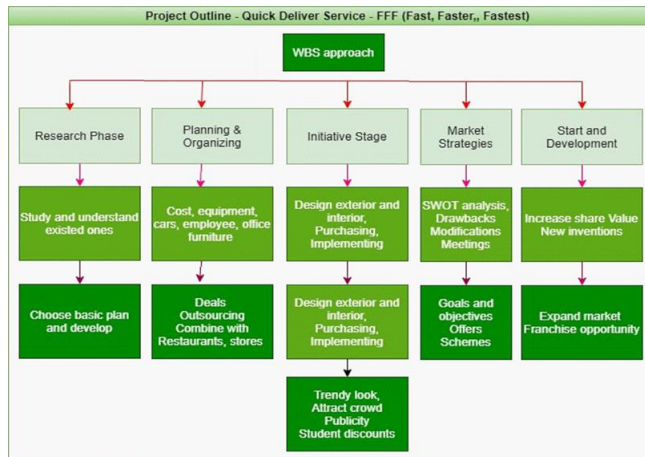 Project Outline - Quick Deliver Service - FFF (Fast, Faster,, Fastest)
WBS approach
Research Phase
Planning &
Organizing
Initiative Stage
Market
Strategies
Start and
Development
Study and understand
existed ones
Cost, equipment,
cars, employee, office
furniture
Design exterior and
interior,
Purchasing,
Implementing
SWOT analysis,
Drawbacks
Modifications
Meetings
Increase share Value
New inventions
Choose basic plan
and develop
Deals
Outsourcing
Combine with
Restaurants, stores
Design exterior and
interior,
Purchasing,
Implementing
Goals and
objectives
Offers
Schemes
Expand market
Franchise opportunity
Trendy look,
Attract crowd
Publicity
Student discounts